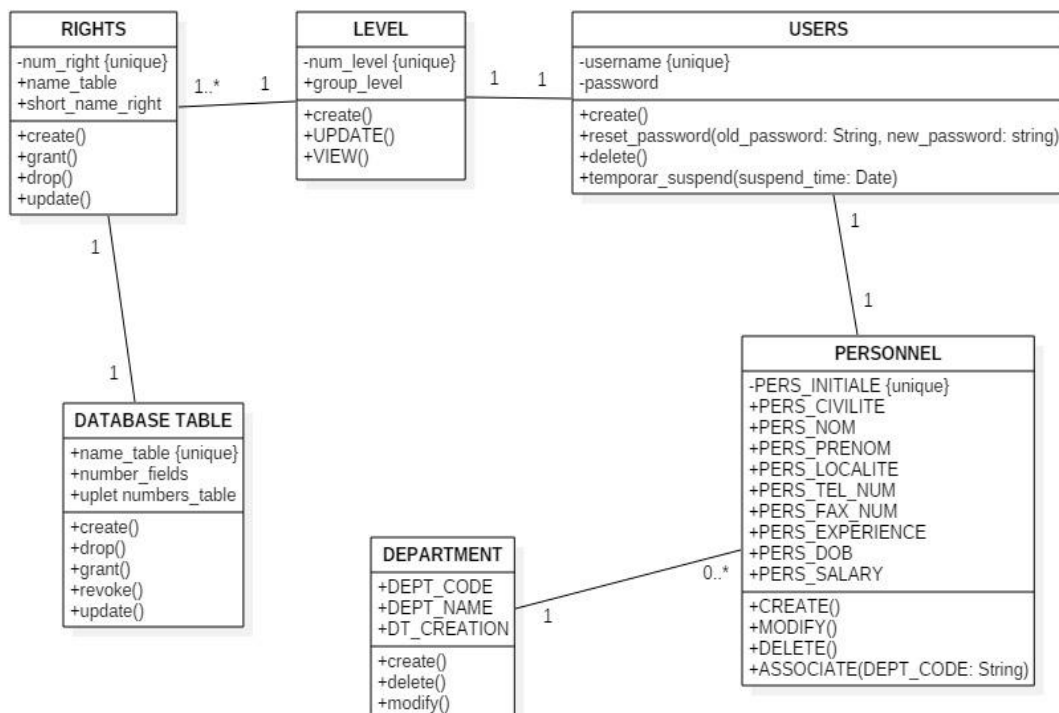 RIGHTS
-num_right {unique}
+name_table
+short_name_right
+create()
+grant()
+drop()
+update()
1..*
1
LEVEL
-num_level {unique}
+group_level
+create()
+UPDATE()
+VIEW()
1
1
USERS
-username {unique}
-password
+create()
+reset_password(old_password: String, new_password: string)
+delete()
+temporar_suspend(suspend_time: Date)
1
1
1
1
DATABASE TABLE
+name_table {unique}
+number_fields
+uplet numbers_table
+create()
+drop()
+grant()
+revoke()
+update()
PERSONNEL
-PERS_INITIALE {unique}
+PERS_CIVILITE
+PERS_NOM
+PERS_PRENOM
+PERS_LOCALITE
+PERS_TEL_NUM
+PERS_FAX_NUM
+PERS_EXPERIENCE
+PERS_DOB
+PERS_SALARY
+CREATE()
+MODIFY()
+DELETE()
+ASSOCIATE(DEPT_CODE: String)
0..*
1
DEPARTMENT
+DEPT_CODE
+DEPT_NAME
+DT_CREATION
+create()
+delete()
+modify()